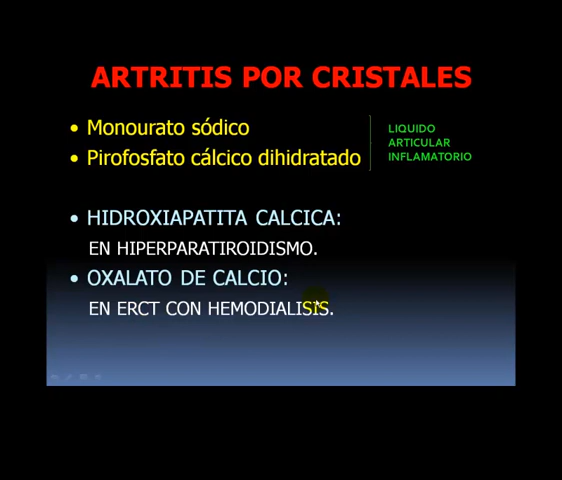 ARTRITIS POR CRISTALES
• Monourato sódico
• Pirofosfato cálcico dihidratado
LIQUIDO
ARTICULAR
INFLAMATORIO
• HIDROXIAPATITA CALCICA:
EN HIPERPARATIROIDISMO.
• OXALATO DE CALCIO:
EN ERCT CON HEMODIALISIS.